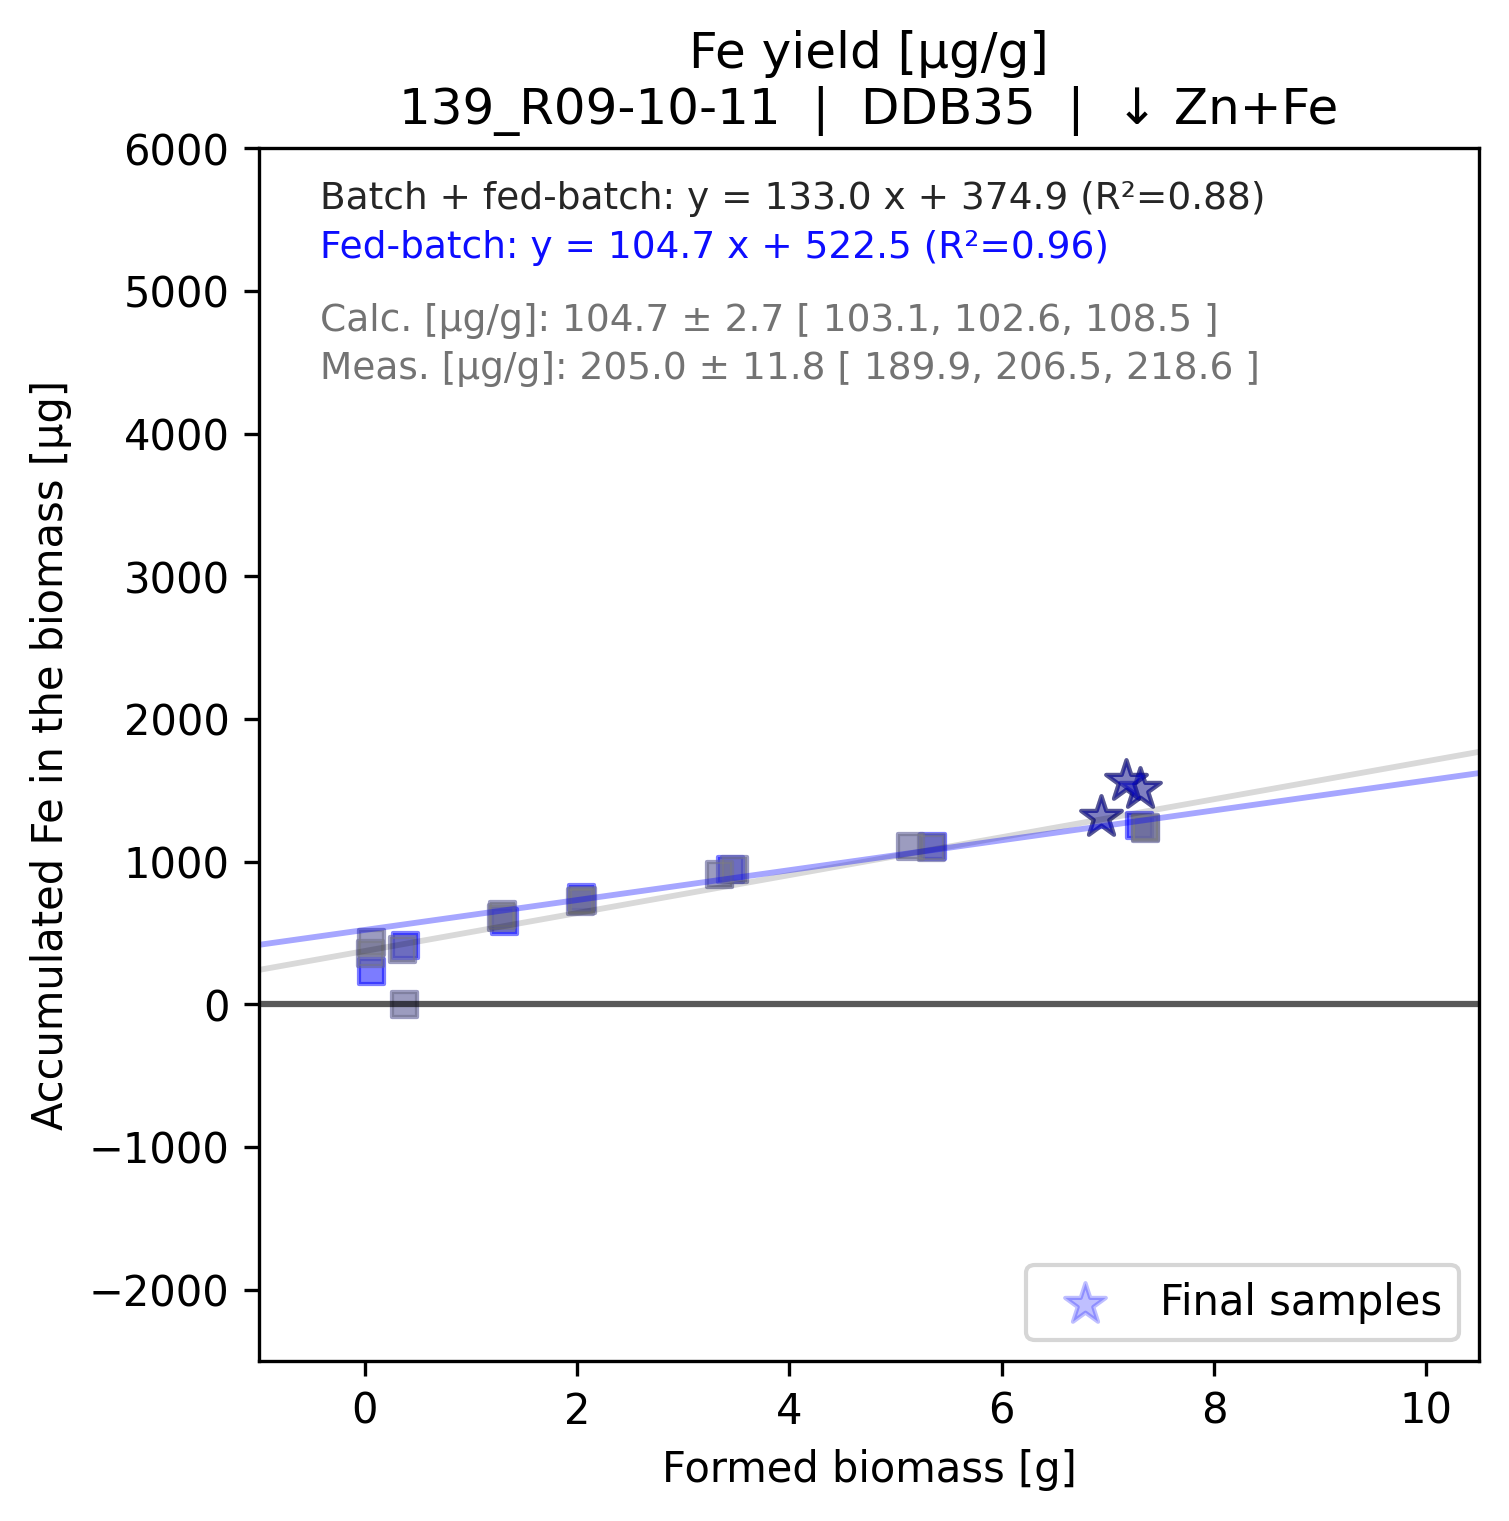 Fe yield [µg/g]
139_R09-10-11 | DDB35 | ↓ Zn+Fe
Batch + fed-batch: y = 133.0 x + 374.9 (R²=0.88)
Fed-batch: y = 104.7 x + 522.5 (R²=0.96)
Calc. [µg/g]: 104.7 ± 2.7 [ 103.1, 102.6, 108.5 ]
Meas. [µg/g]: 205.0 ± 11.8 [ 189.9, 206.5, 218.6 ]
Accumulated Fe in the biomass [µg]
6000
5000
4000
3000
2000
1000
0
−1000
−2000
Final samples
0 2 4 6 8 10
Formed biomass [g]